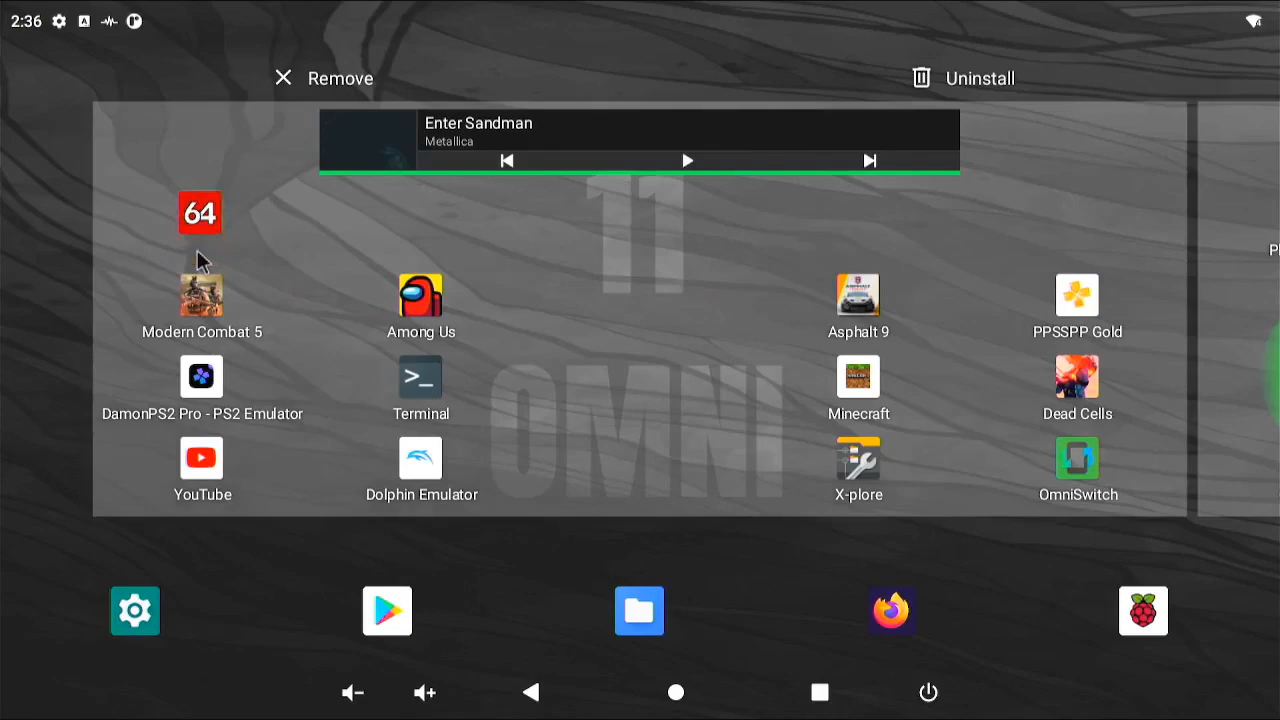 2:36
Remove
Uninstall
Enter Sandman
Metallica
64
11
OMNI
Modern Combat 5
Among Us
Asphalt 9
PPSSPP Gold
DamonPS2 Pro - PS2 Emulator
Terminal
Minecraft
Dead Cells
YouTube
Dolphin Emulator
X-plore
OmniSwitch